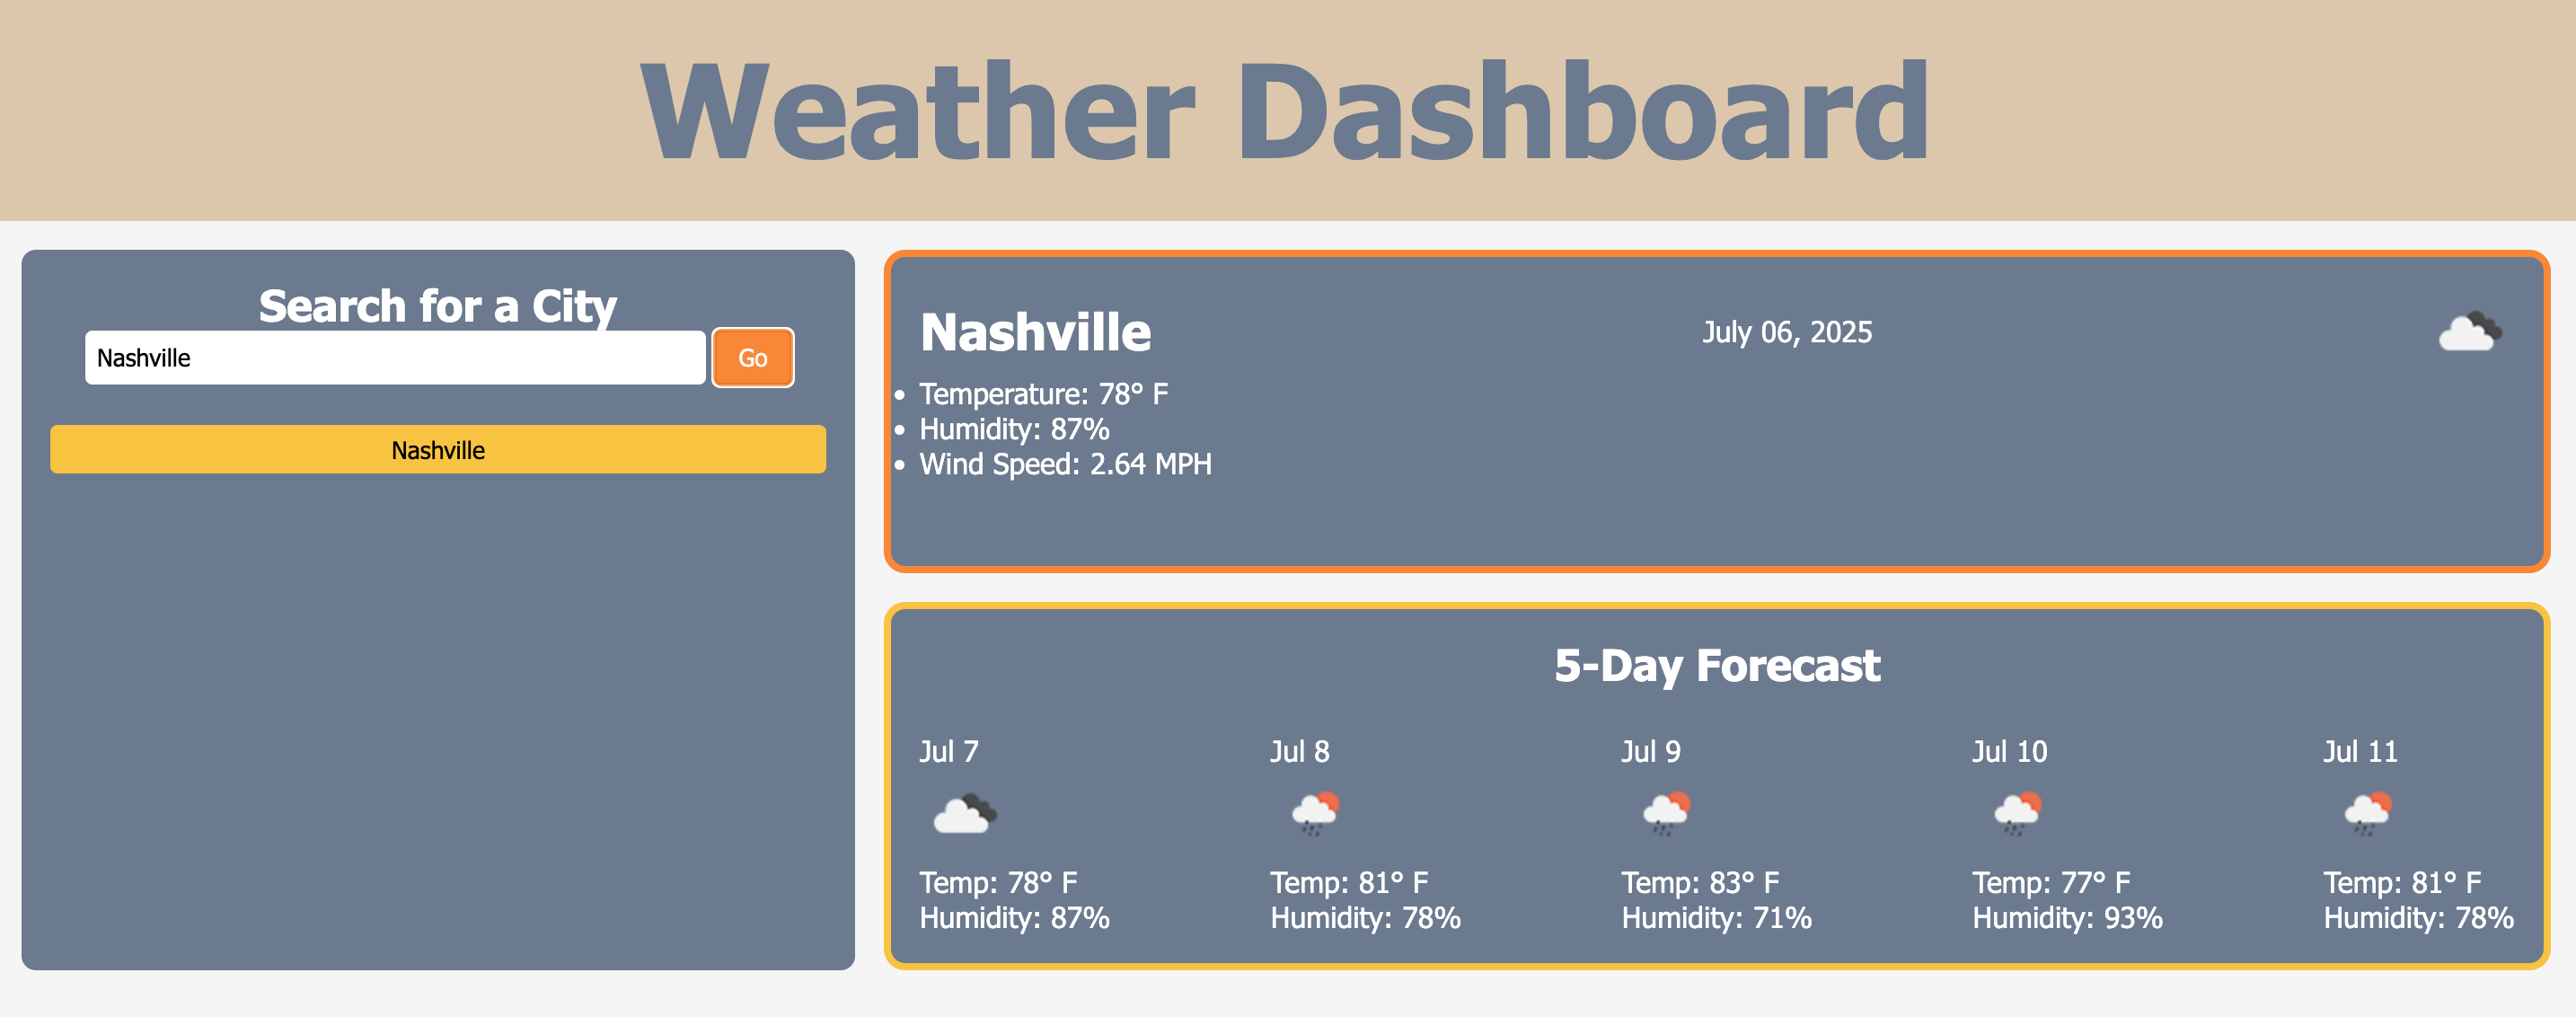 Weather Dashboard
Search for a City
Nashville
Go
Nashville
Nashville
July 06, 2025
Temperature: 78° F
Humidity: 87%
Wind Speed: 2.64 MPH
5-Day Forecast
Jul 7
Temp: 78° F
Humidity: 87%
Jul 8
Temp: 81° F
Humidity: 78%
Jul 9
Temp: 83° F
Humidity: 71%
Jul 10
Temp: 77° F
Humidity: 93%
Jul 11
Temp: 81° F
Humidity: 78%